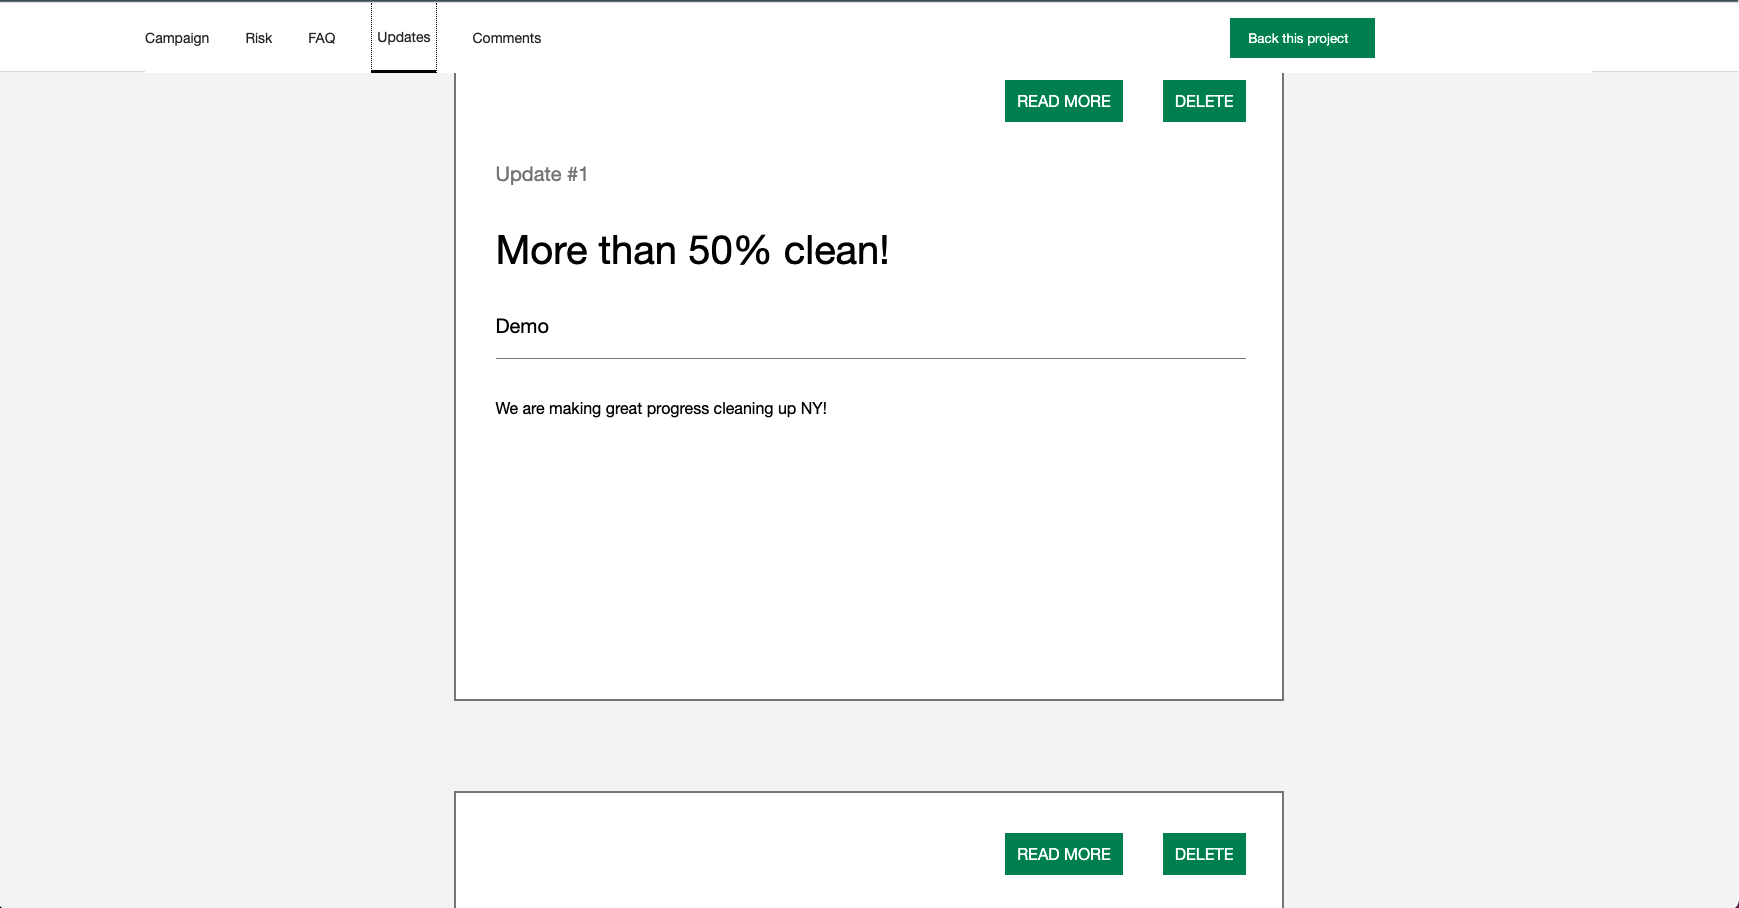 Campaign Risk FAQ Updates Comments Back this project
READ MORE DELETE
Update #1
More than 50% clean!
Demo
We are making great progress cleaning up NY!
READ MORE DELETE